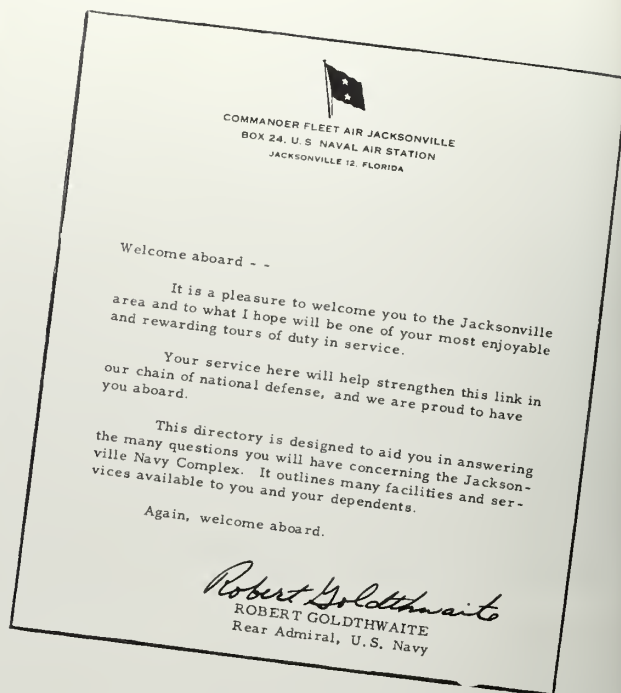 COMMANDER FLEET AIR JACKSONVILLE
BOX 24, U.S NAVAL AIR STATION
JACKSONVILLE 12, FLORIDA
Welcome aboard - -
It is a pleasure to welcome you to the Jacksonville
area and to what I hope will be one of your most enjoyable
and rewarding tours of duty in service.
Your service here will help strengthen this link in
our chain of national defense, and we are proud to have
you aboard.
This directory is designed to aid you in answering
the many questions you will have concerning the Jackson-
ville Navy Complex. It outlines many facilities and ser-
vices available to you and your dependents.
Again, welcome aboard.
Robert Goldthwaite
ROBERT GOLDTHWAITE
Rear Admiral, U.S. Navy